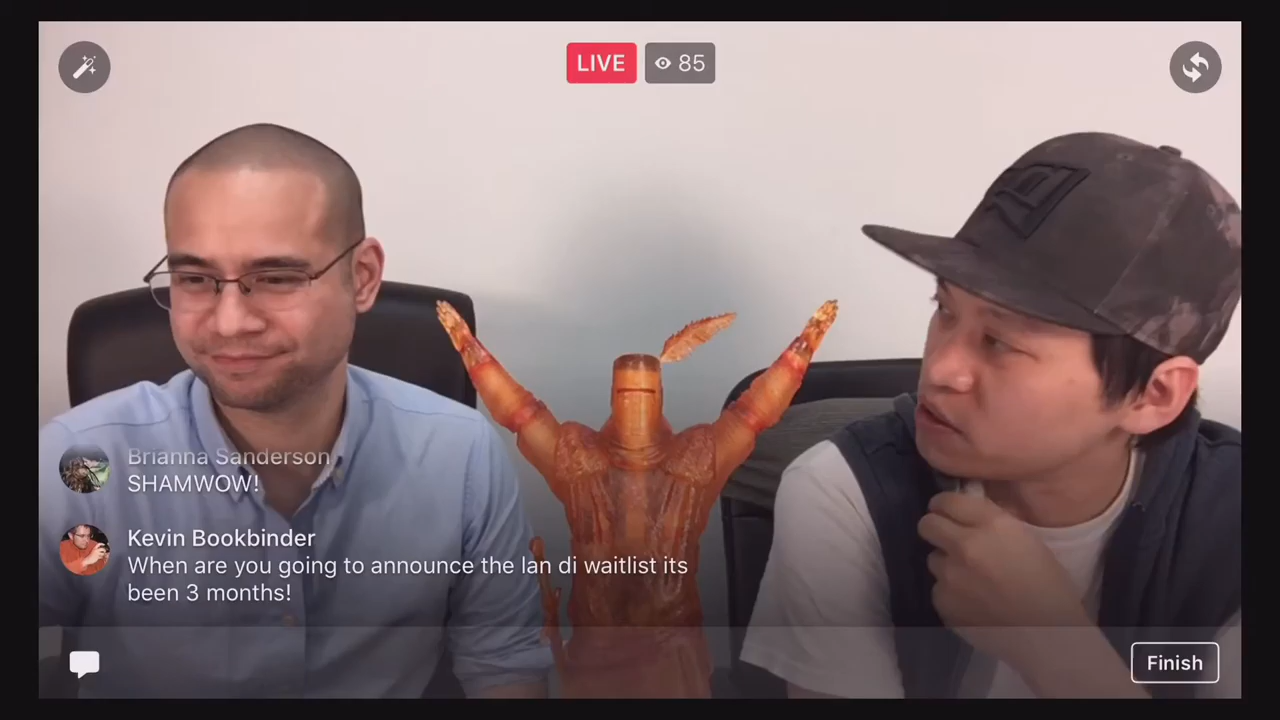 LIVE
85
Brianna Sanderson
SHAMWOW!
Kevin Bookbinder
When are you going to announce the lan di waitlist its
been 3 months!
Finish